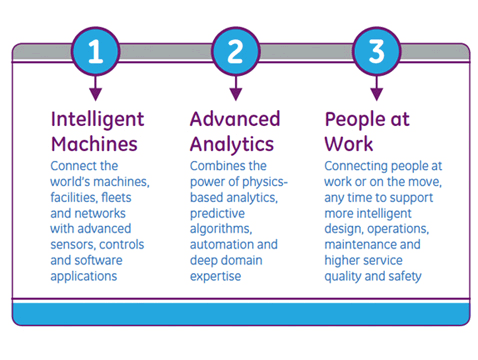 1
Intelligent
Machines
Connect the
world's machines,
facilities, fleets
and networks
with advanced
sensors, controls
and software
applications
2
Advanced
Analytics
Combines the
power of physics-
based analytics,
predictive
algorithms,
automation and
deep domain
expertise
3
People at
Work
Connecting people at
work or on the move,
any time to support
more intelligent
design, operations,
maintenance and
higher service
quality and safety